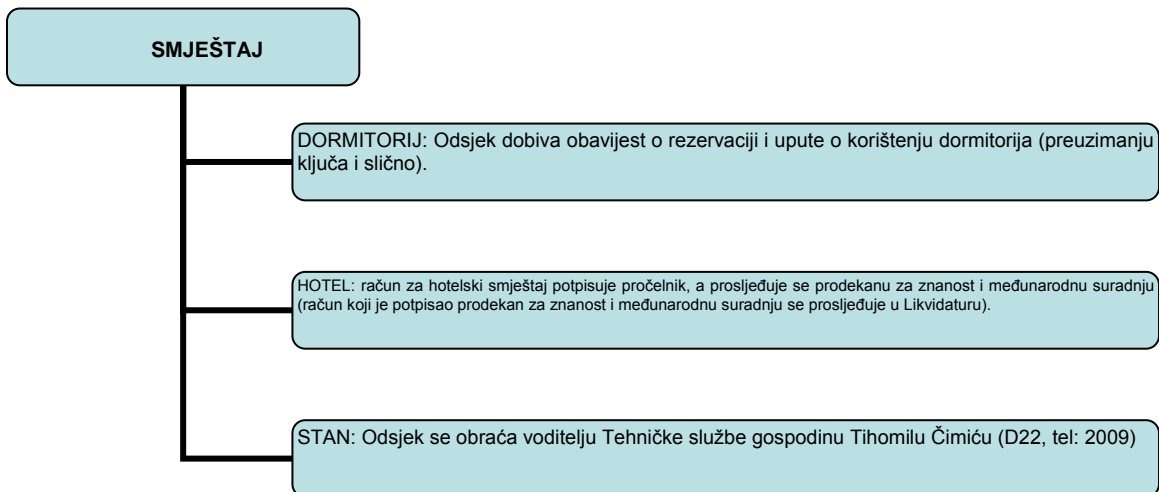 SMJEŠTAJ
DORMITORIJ: Odsjek dobiva obavijest o rezervaciji i upute o korištenju dormitorija (preuzimanju
ključa i slično).
HOTEL: račun za hotelski smještaj potpisuje pročelnik, a prosljeđuje se prodekanu za znanost i međunarodnu suradnju
(račun koji je potpisao prodekan za znanost i međunarodnu suradnju se prosljeđuje u Likvidaturu).
STAN: Odsjek se obraća voditelju Tehničke službe gospodinu Tihomilu Čimiću (D22, tel: 2009)